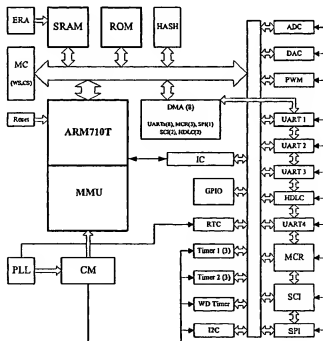 ERA
SRAM
ROM
HASH
MC
(WS,CS)
Reset
ARM710T
MMU
DMA (8)
UARTs(8), MCR(3), SPI(1)
SCI(2), HDLC(2)
IC
GPIO
RTC
Timer 1 (3)
Timer 2 (3)
WD Timer
I2C
PLL
CM
ADC
DAC
PWM
UART 1
UART 2
UART 3
HDLC
UART4
MCR
SCI
SPI